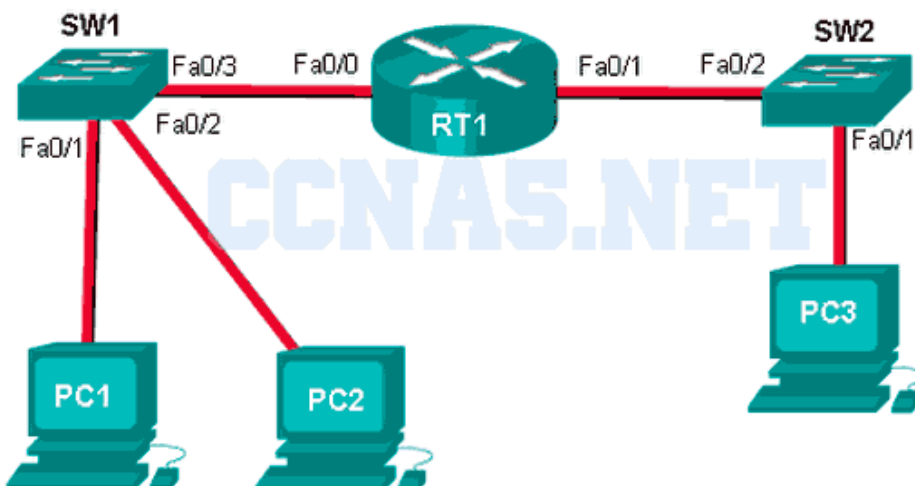 SW1
SW2
Fa0/3
Fa0/0
Fa0/1
Fa0/2
RT1
Fa0/1
Fa0/2
Fa0/1
CCNAS.NET
PC3
PC1
PC2